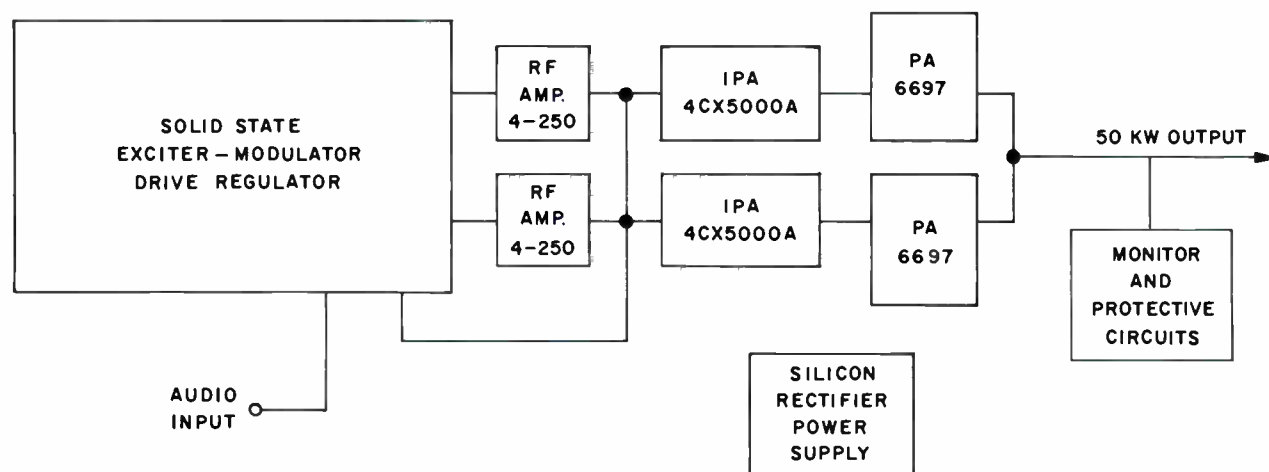 SOLID STATE
EXCITER-MODULATOR
DRIVE REGULATOR
RF
AMP.
4-250
RF
AMP.
4-250
IPA
4CX5000A
IPA
4CX5000A
PA
6697
PA
6697
50 KW OUTPUT
MONITOR
AND
PROTECTIVE
CIRCUITS
AUDIO
INPUT
SILICON
RECTIFIER
POWER
SUPPLY